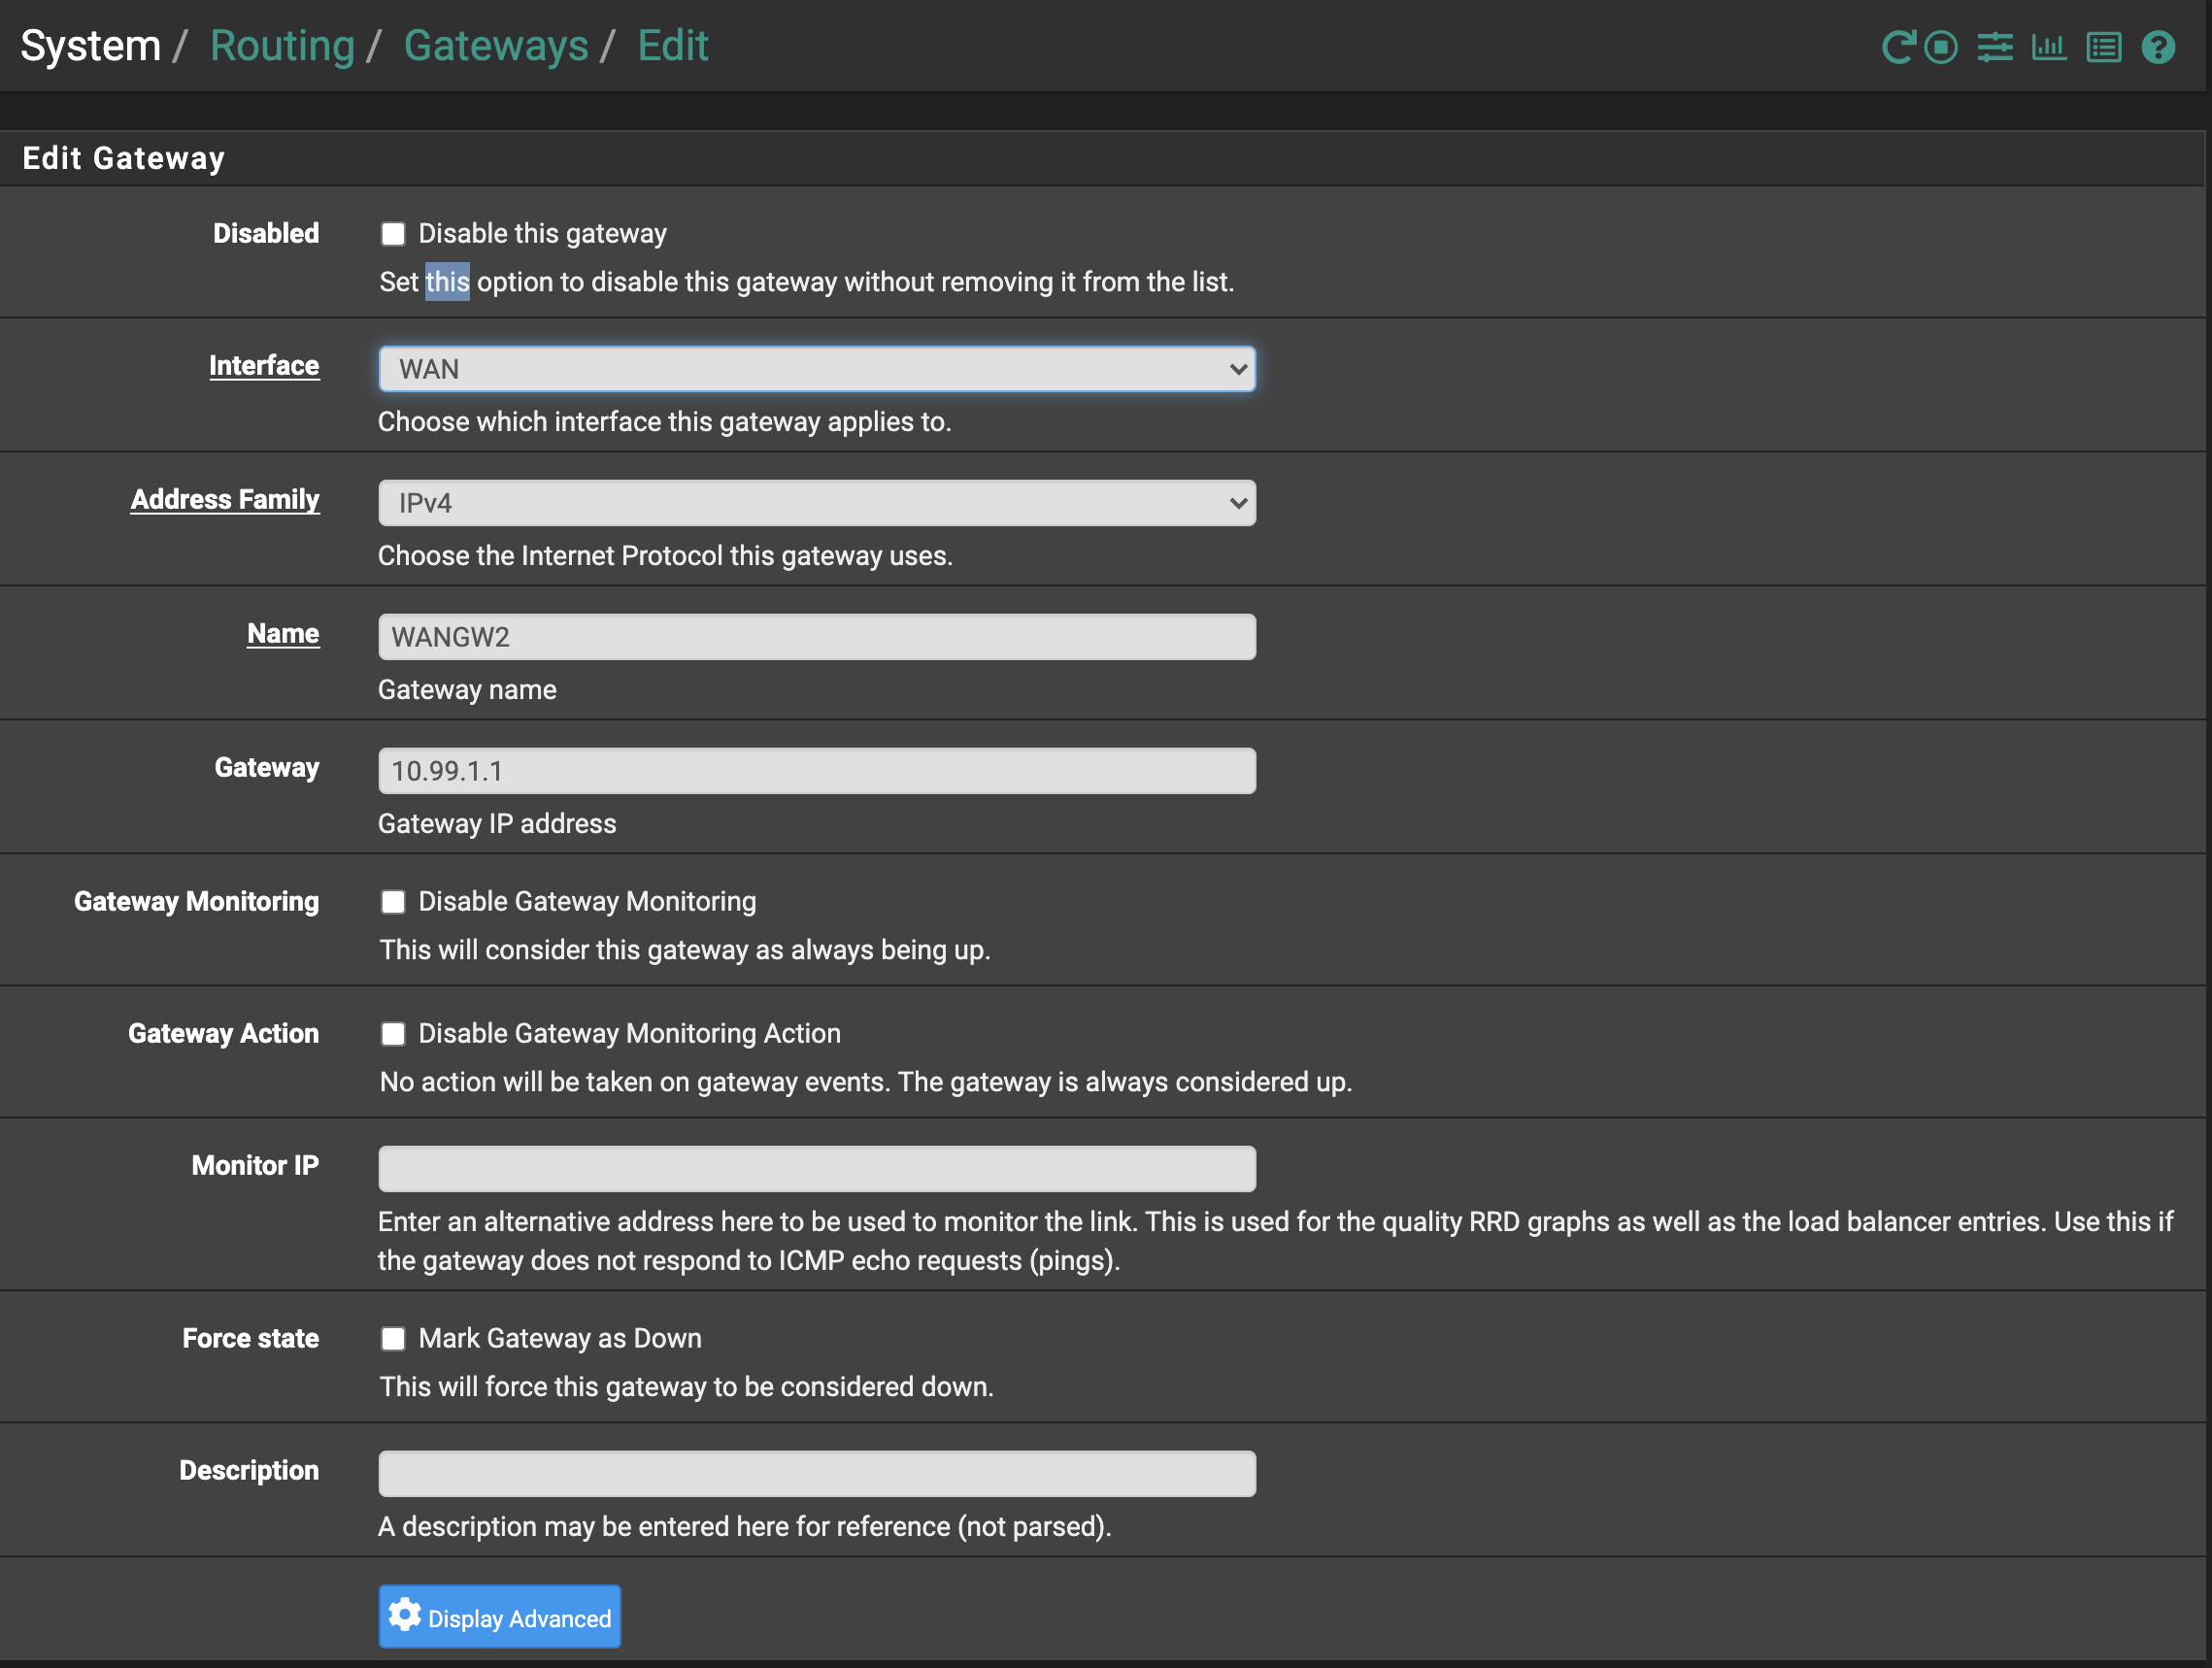 System / Routing / Gateways / Edit
Edit Gateway
Disabled
Disable this gateway
Set this option to disable this gateway without removing it from the list.
Interface
WAN
Choose which interface this gateway applies to.
Address Family
IPv4
Choose the Internet Protocol this gateway uses.
Name
WANGW2
Gateway name
Gateway
10.99.1.1
Gateway IP address
Gateway Monitoring
Disable Gateway Monitoring
This will consider this gateway as always being up.
Gateway Action
Disable Gateway Monitoring Action
No action will be taken on gateway events. The gateway is always considered up.
Monitor IP
Enter an alternative address here to be used to monitor the link. This is used for the quality RRD graphs as well as the load balancer entries. Use this if
the gateway does not respond to ICMP echo requests (pings).
Force state
Mark Gateway as Down
This will force this gateway to be considered down.
Description
A description may be entered here for reference (not parsed).
Display Advanced